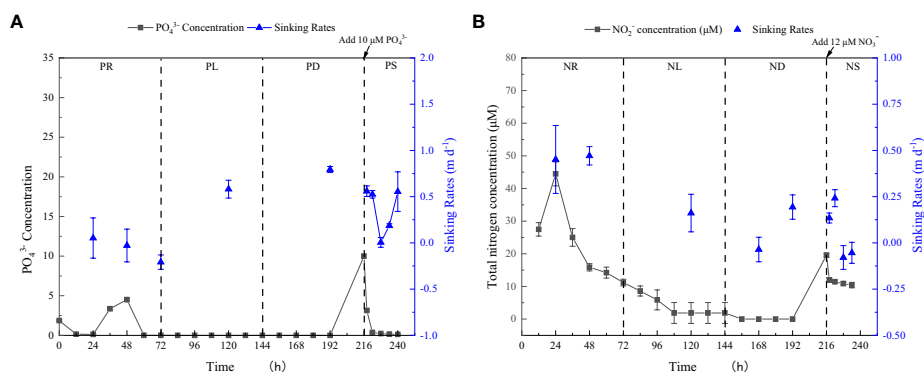 A
PO₄³⁻ Concentration Sinking Rates
Add 10 μM PO₄³⁻
PR PL PD PS
35
30
25
20
15
10
5
0
PO₄³⁻ Concentration
2.0
1.5
1.0
0.5
0.0
-0.5
-1.0
Sinking Rates (m d⁻¹)
0 24 48 72 96 120 144 168 192 216 240
Time (h)
B
NO₂⁻ concentration (μM) Sinking Rates
Add 12 μM NO₃⁻
NR NL ND NS
80
70
60
50
40
30
20
10
0
Total nitrogen concentration (μM)
1.00
0.75
0.50
0.25
0.00
-0.25
-0.50
Sinking Rates (m d⁻¹)
0 24 48 72 96 120 144 168 192 216 240
Time (h)